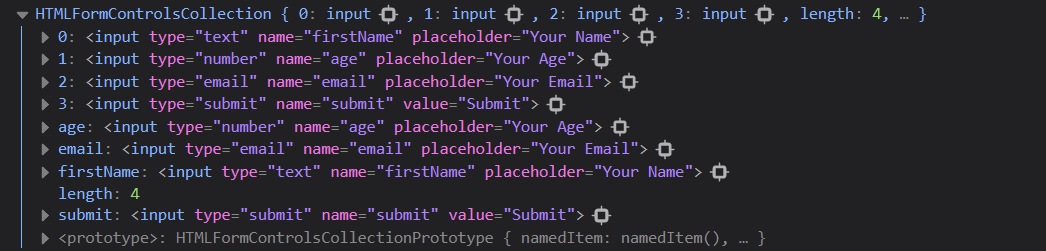 HTMLFormControlsCollection { 0: input , 1: input , 2: input , 3: input , length: 4, … }
0: <input type="text" name="firstName" placeholder="Your Name">
1: <input type="number" name="age" placeholder="Your Age">
2: <input type="email" name="email" placeholder="Your Email">
3: <input type="submit" name="submit" value="Submit">
age: <input type="number" name="age" placeholder="Your Age">
email: <input type="email" name="email" placeholder="Your Email">
firstName: <input type="text" name="firstName" placeholder="Your Name">
length: 4
submit: <input type="submit" name="submit" value="Submit">
<prototype>: HTMLFormControlsCollectionPrototype { namedItem: namedItem(), … }